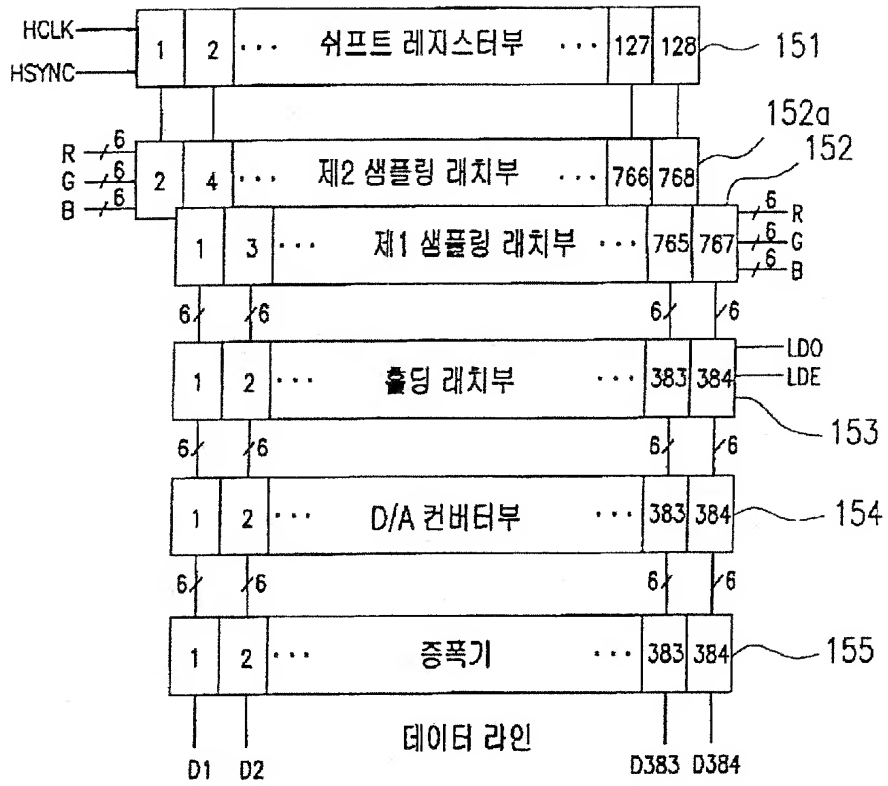 HCLK
HSYNC
1 2 ··· 쉬프트 레지스터부 ··· 127 128
151
152a
152
R 6
G 6
B 6
2 4 ··· 제2 샘플링 래치부 ··· 766 768
1 3 ··· 제1 샘플링 래치부 ··· 765 767
6 R
6 G
6 B
6 6 6 6
1 2 ··· 홀딩 래치부 ··· 383 384
LDO
LDE
153
6 6 6 6
1 2 ··· D/A 컨버터부 ··· 383 384
154
6 6 6 6
1 2 ··· 증폭기 ··· 383 384
155
데이터 라인
D1 D2 D383 D384